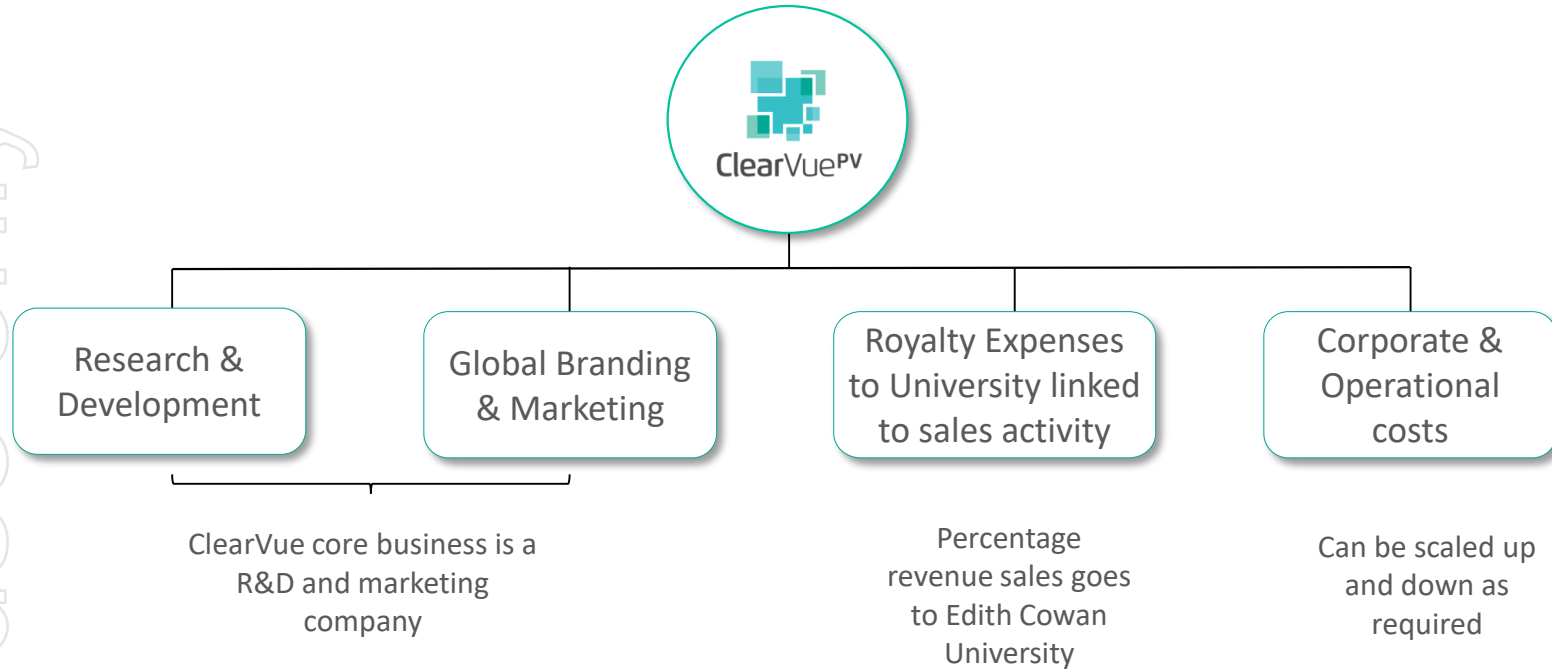 ClearVuePV
Research &
Development
Global Branding
& Marketing
Royalty Expenses
to University linked
to sales activity
Corporate &
Operational
costs
ClearVue core business is a
R&D and marketing
company
Percentage
revenue sales goes
to Edith Cowan
University
Can be scaled up
and down as
required